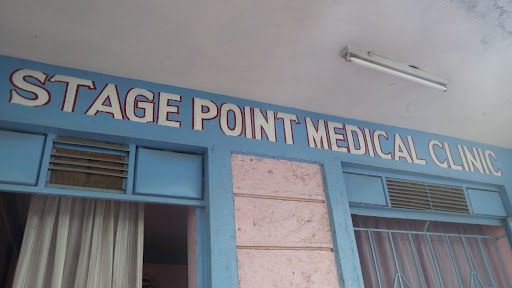 STAGE POINT MEDICAL CLINIC